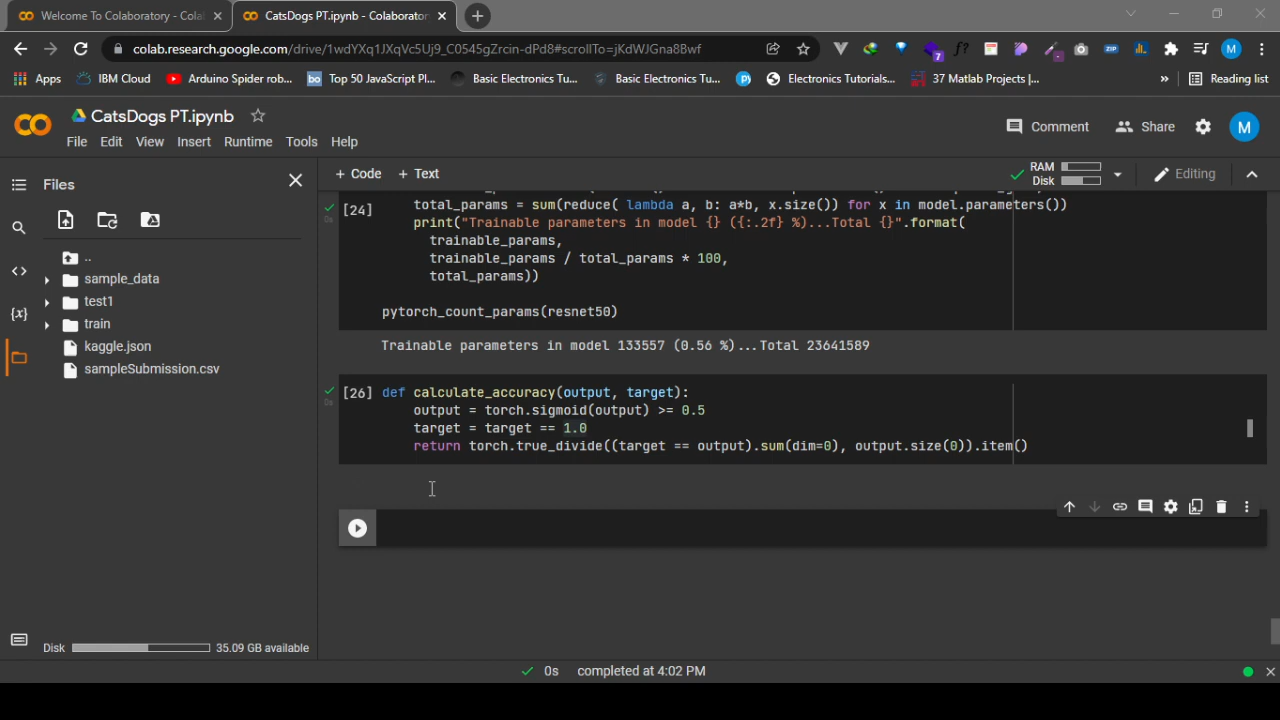 Welcome To Colaboratory - Cola
CatsDogs PT.ipynb - Colaborator
colab.research.google.com/drive/1wdYXq1JXqVc5Uj9_C0545gZrcin-dPd8#scrollTo=jKdWJGna8Bwf
Apps
IBM Cloud
Arduino Spider rob...
Top 50 JavaScript Pl...
Basic Electronics Tu...
Basic Electronics Tu...
Electronics Tutorials...
37 Matlab Projects |...
»
Reading list
CatsDogs PT.ipynb
File Edit View Insert Runtime Tools Help
Comment
Share
M
Files
+ Code + Text
RAM
Disk
Editing
..
sample_data
test1
train
kaggle.json
sampleSubmission.csv
[24]
total_params = sum(reduce( lambda a, b: a*b, x.size()) for x in model.parameters())
print("Trainable parameters in model {} ({:.2f} %)...Total {}".format(
trainable_params,
trainable_params / total_params * 100,
total_params))
pytorch_count_params(resnet50)
Trainable parameters in model 133557 (0.56 %)...Total 23641589
[26] def calculate_accuracy(output, target):
output = torch.sigmoid(output) >= 0.5
target = target == 1.0
return torch.true_divide((target == output).sum(dim=0), output.size(0)).item()
Disk
35.09 GB available
0s completed at 4:02 PM